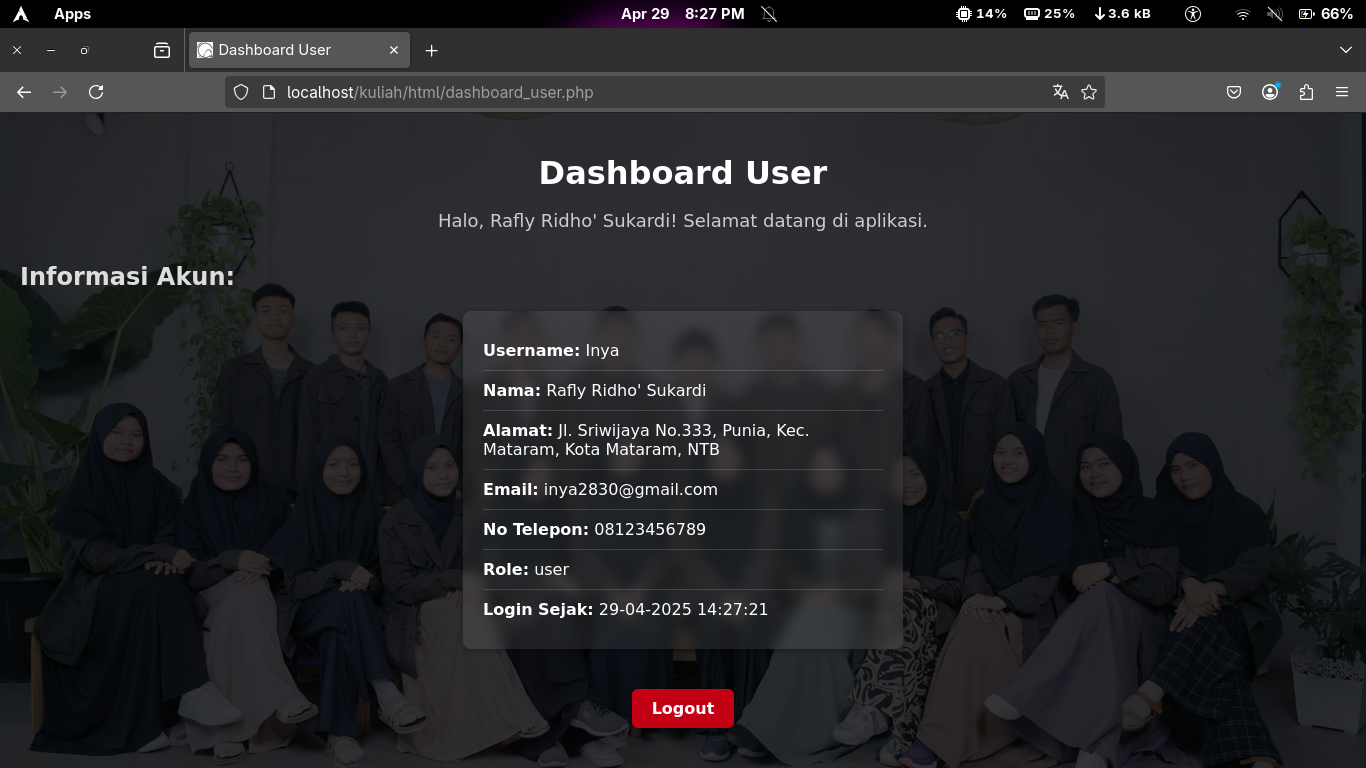 Apps
Apr 29 8:27 PM
14% 25% 3.6 kB 66%
Dashboard User
localhost/kuliah/html/dashboard_user.php
Dashboard User
Halo, Rafly Ridho' Sukardi! Selamat datang di aplikasi.
Informasi Akun:
Username: Inya
Nama: Rafly Ridho' Sukardi
Alamat: Jl. Sriwijaya No.333, Punia, Kec.
Mataram, Kota Mataram, NTB
Email: inya2830@gmail.com
No Telepon: 08123456789
Role: user
Login Sejak: 29-04-2025 14:27:21
Logout